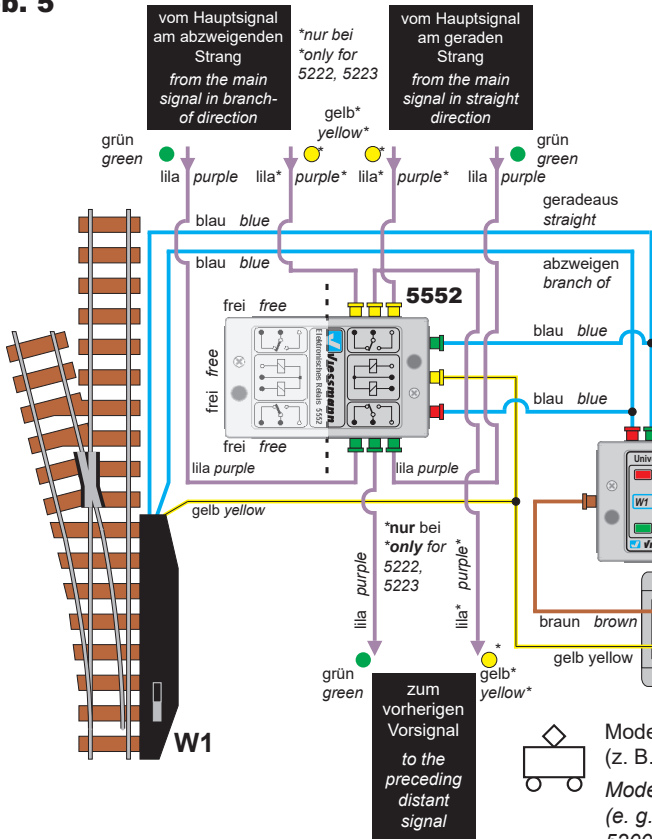 b. 5
vom Hauptsignal
am abzweigenden
Strang
from the main
signal in branch-
of direction
*nur bei
*only for
5222, 5223
vom Hauptsignal
am geraden
Strang
from the main
signal in straight
direction
grün
green
gelb*
yellow*
*
*
grün
green
lila purple
lila* purple*
lila* purple*
lila purple
geradeaus
straight
blau blue
blau blue
abzweigen
branch of
5552
frei free
blau blue
frei free
Elektronisches Relais 5552
Viessmann
blau blue
frei free
lila purple
lila purple
Univ
W1
gelb yellow
*nur bei
*only for
5222,
5223
lila purple
lila* purple*
braun brown
gelb yellow
grün
green
*
gelb*
yellow*
zum
vorherigen
Vorsignal
to the
preceding
distant
signal
W1
Mode
(z. B.
Mode
(e. g.
5200